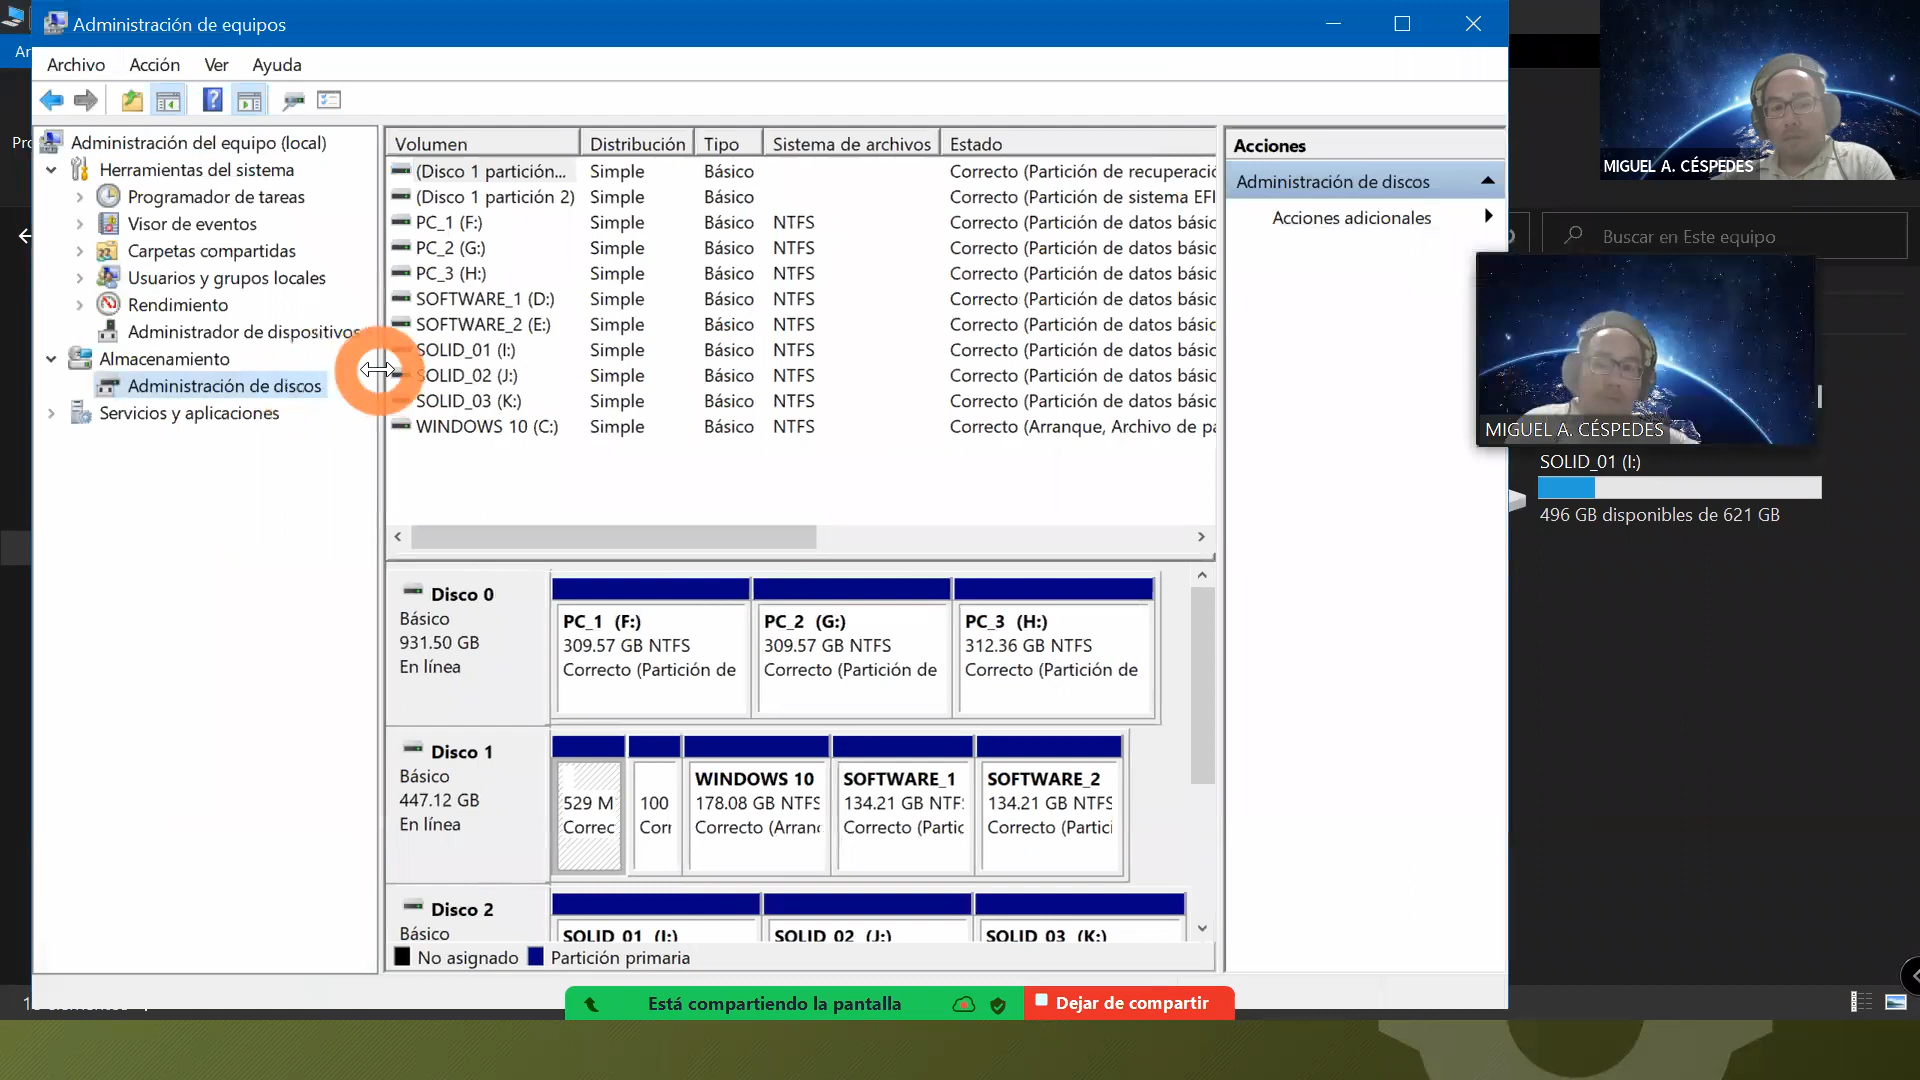 Administración de equipos
Archivo Acción Ver Ayuda
Administración del equipo (local)
Herramientas del sistema
Programador de tareas
Visor de eventos
Carpetas compartidas
Usuarios y grupos locales
Rendimiento
Administrador de dispositivos
Almacenamiento
Administración de discos
Servicios y aplicaciones
Volumen Distribución Tipo Sistema de archivos Estado
(Disco 1 partición... Simple Básico Correcto (Partición de recuperació
(Disco 1 partición 2) Simple Básico Correcto (Partición de sistema EFI
PC_1 (F:) Simple Básico NTFS Correcto (Partición de datos básic
PC_2 (G:) Simple Básico NTFS Correcto (Partición de datos básic
PC_3 (H:) Simple Básico NTFS Correcto (Partición de datos básic
SOFTWARE_1 (D:) Simple Básico NTFS Correcto (Partición de datos básic
SOFTWARE_2 (E:) Simple Básico NTFS Correcto (Partición de datos básic
SOLID_01 (I:) Simple Básico NTFS Correcto (Partición de datos básic
SOLID_02 (J:) Simple Básico NTFS Correcto (Partición de datos básic
SOLID_03 (K:) Simple Básico NTFS Correcto (Partición de datos básic
WINDOWS 10 (C:) Simple Básico NTFS Correcto (Arranque, Archivo de pa
Disco 0
Básico
931.50 GB
En línea
PC_1 (F:)
309.57 GB NTFS
Correcto (Partición de
PC_2 (G:)
309.57 GB NTFS
Correcto (Partición de
PC_3 (H:)
312.36 GB NTFS
Correcto (Partición de
Disco 1
Básico
447.12 GB
En línea
529 M
Correc
100
Corr
WINDOWS 10
178.08 GB NTFS
Correcto (Arranc
SOFTWARE_1
134.21 GB NTF
Correcto (Partic
SOFTWARE_2
134.21 GB NTFS
Correcto (Partici
Disco 2
Básico
SOLID_01 (I:)
SOLID_02 (J:)
SOLID_03 (K:)
No asignado Partición primaria
Acciones
Administración de discos
Acciones adicionales
MIGUEL A. CÉSPEDES
Buscar en Este equipo
MIGUEL A. CÉSPEDES
SOLID_01 (I:)
496 GB disponibles de 621 GB
Está compartiendo la pantalla
Dejar de compartir